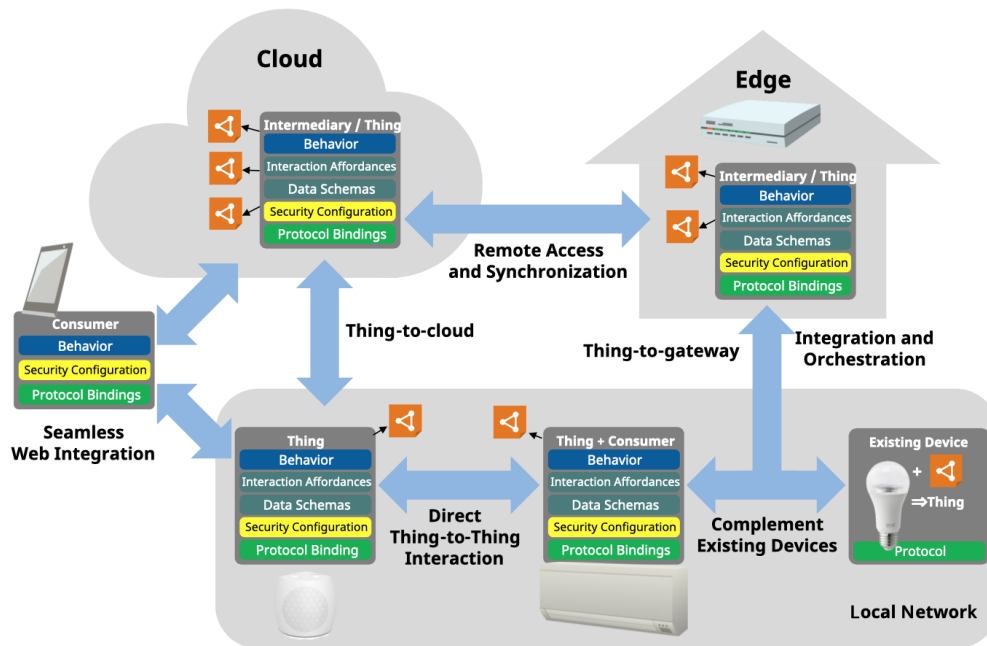 Cloud
Intermediary / Thing
Behavior
Interaction Affordances
Data Schemas
Security Configuration
Protocol Bindings
Edge
Intermediary / Thing
Behavior
Interaction Affordances
Data Schemas
Security Configuration
Protocol Bindings
Remote Access
and Synchronization
Consumer
Behavior
Security Configuration
Protocol Bindings
Seamless
Web Integration
Thing-to-cloud
Thing-to-gateway
Integration and
Orchestration
Thing
Behavior
Interaction Affordances
Data Schemas
Security Configuration
Protocol Binding
Direct
Thing-to-Thing
Interaction
Thing + Consumer
Behavior
Interaction Affordances
Data Schemas
Security Configuration
Protocol Bindings
Complement
Existing Devices
Existing Device
+
⇒Thing
Protocol
Local Network